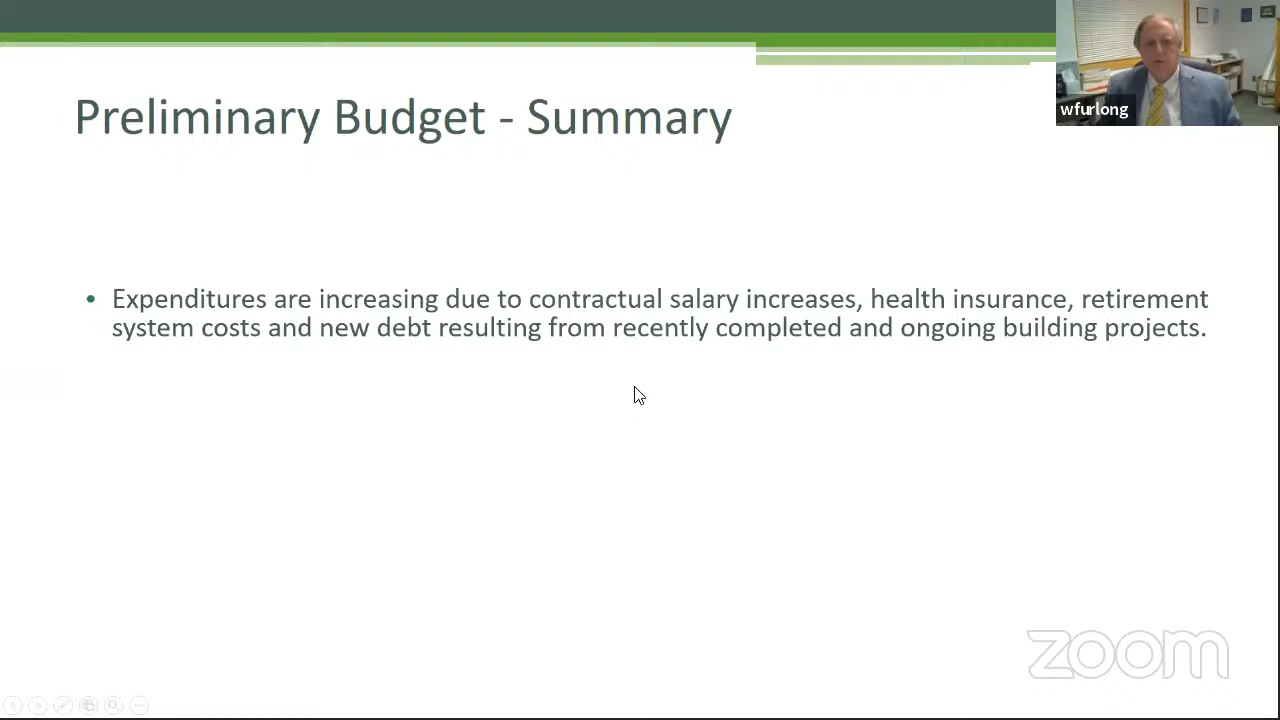 wfurlong
Preliminary Budget - Summary
• Expenditures are increasing due to contractual salary increases, health insurance, retirement
system costs and new debt resulting from recently completed and ongoing building projects.
zoom